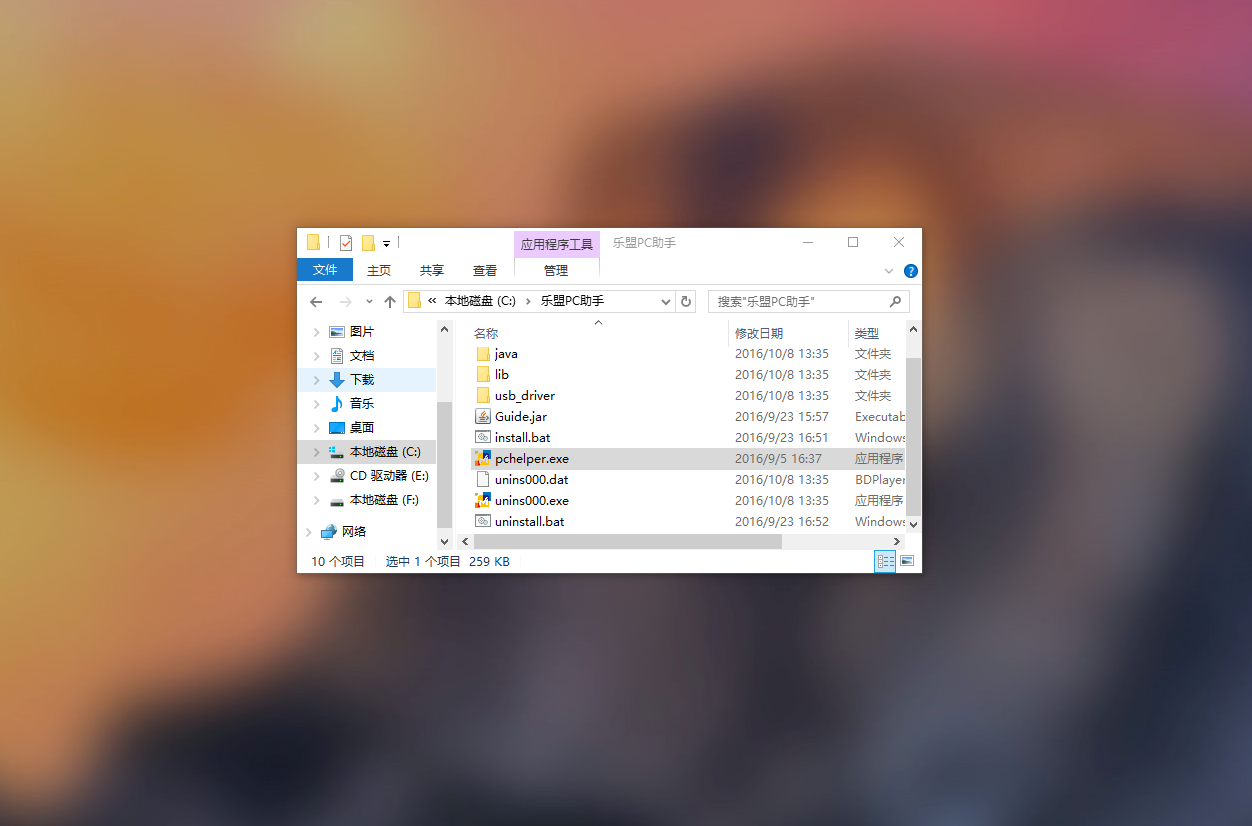 应用程序工具 乐盟PC助手
文件 主页 共享 查看 管理
« 本地磁盘 (C:) › 乐盟PC助手 搜索"乐盟PC助手"
图片
文档
下载
音乐
桌面
本地磁盘 (C:)
CD 驱动器 (E:)
本地磁盘 (F:)
网络
名称 修改日期 类型
java 2016/10/8 13:35 文件夹
lib 2016/10/8 13:35 文件夹
usb_driver 2016/10/8 13:35 文件夹
Guide.jar 2016/9/23 15:57 Executab
install.bat 2016/9/23 16:51 Windows
pchelper.exe 2016/9/5 16:37 应用程序
unins000.dat 2016/10/8 13:35 BDPlayer
unins000.exe 2016/10/8 13:35 应用程序
uninstall.bat 2016/9/23 16:52 Windows
10 个项目 选中 1 个项目 259 KB